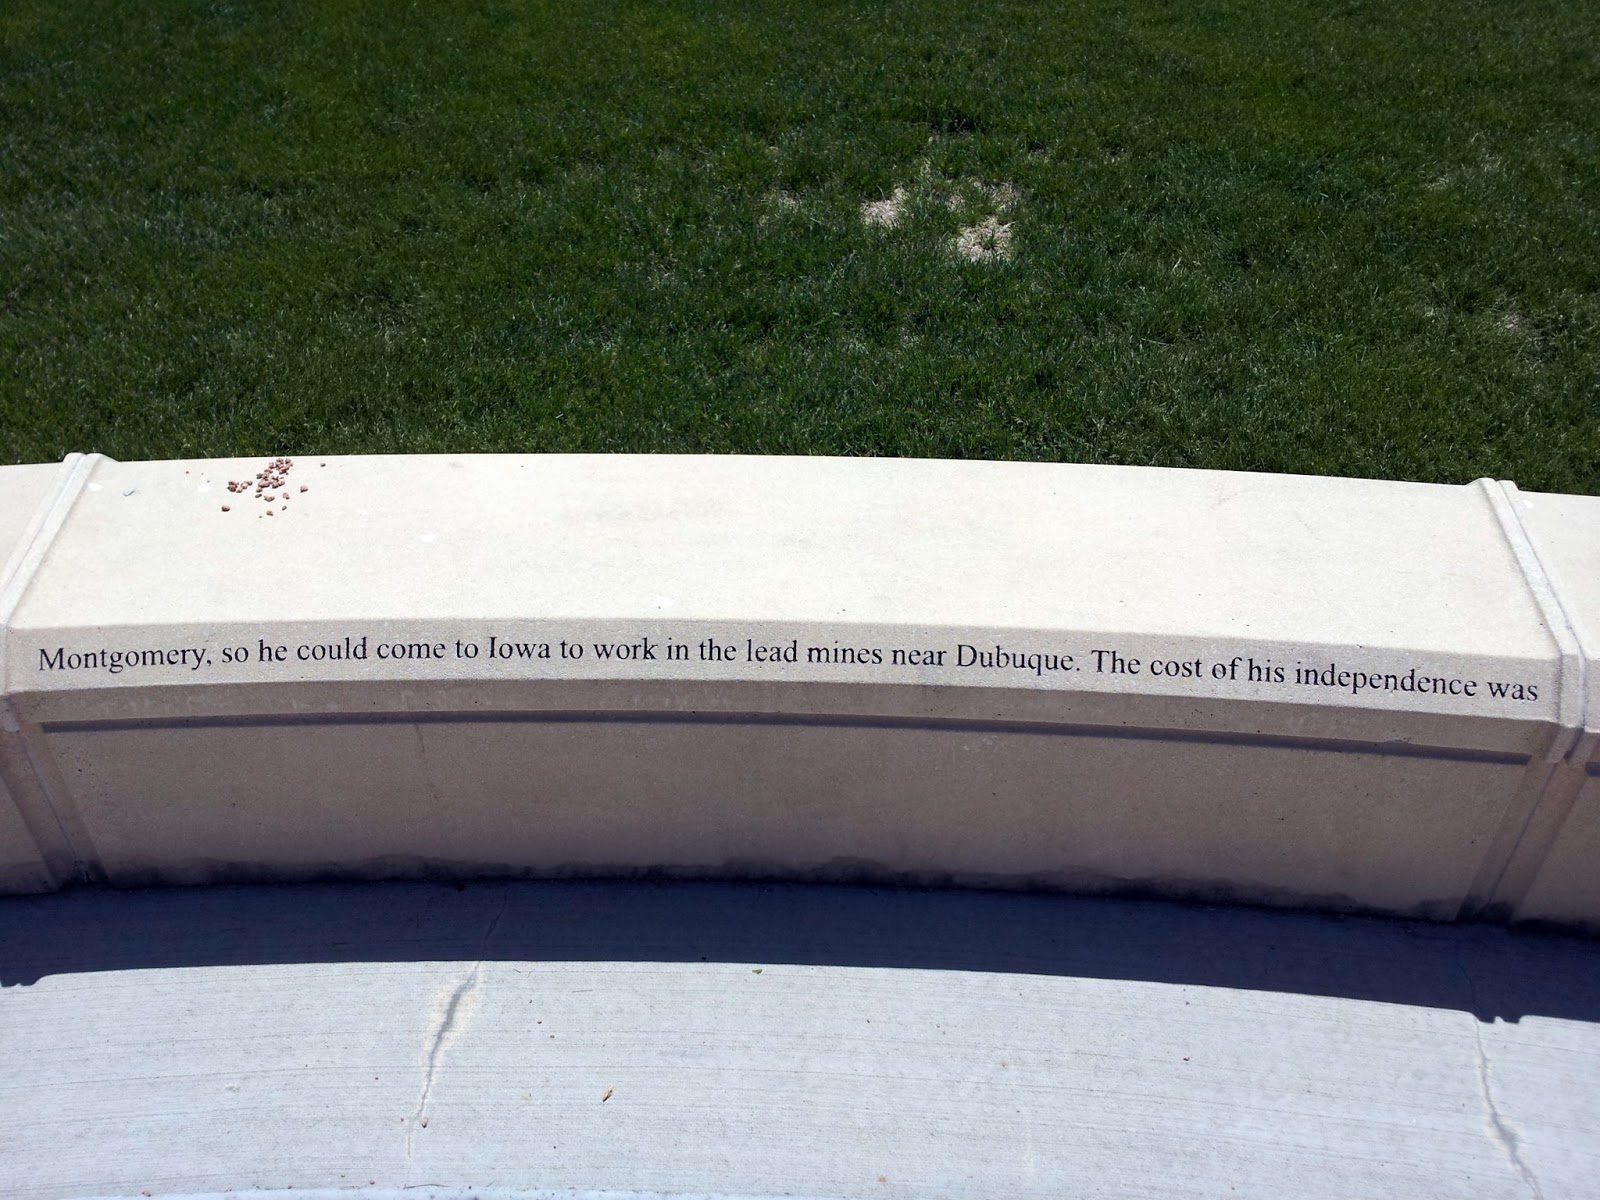 Montgomery, so he could come to Iowa to work in the lead mines near Dubuque. The cost of his independence was